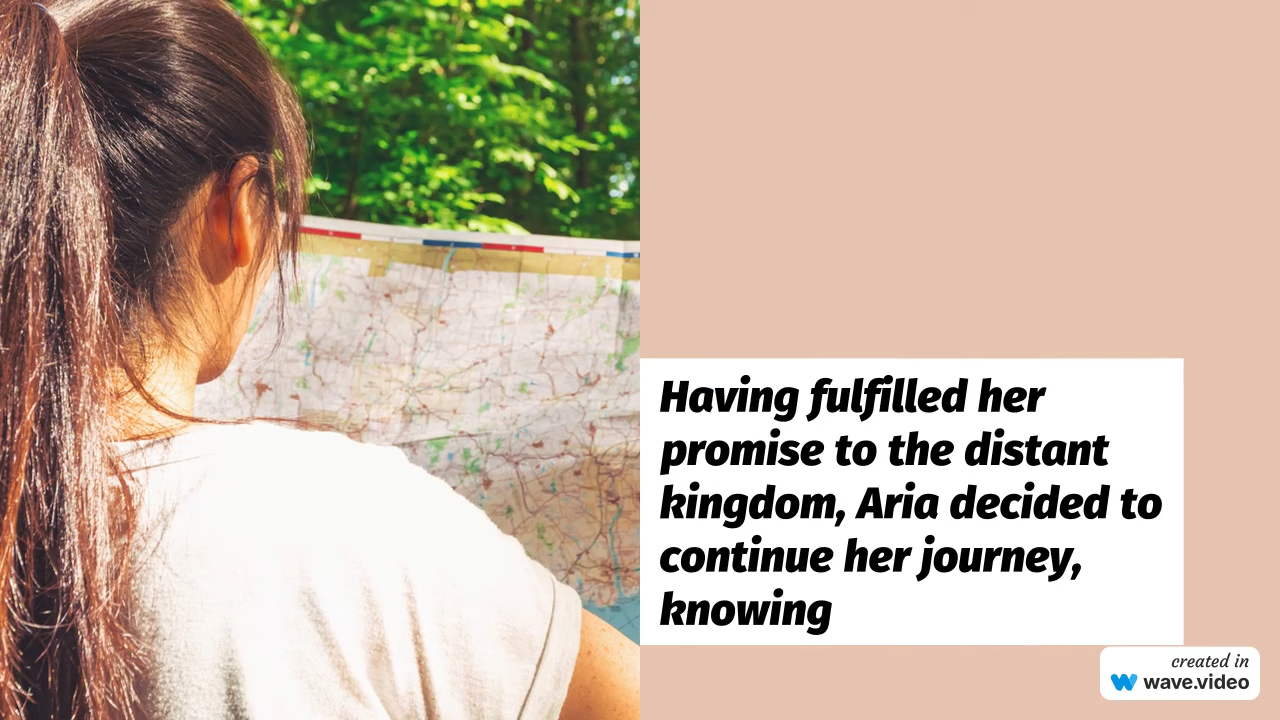 Having fulfilled her
promise to the distant
kingdom, Aria decided to
continue her journey,
knowing
created in
wave.video